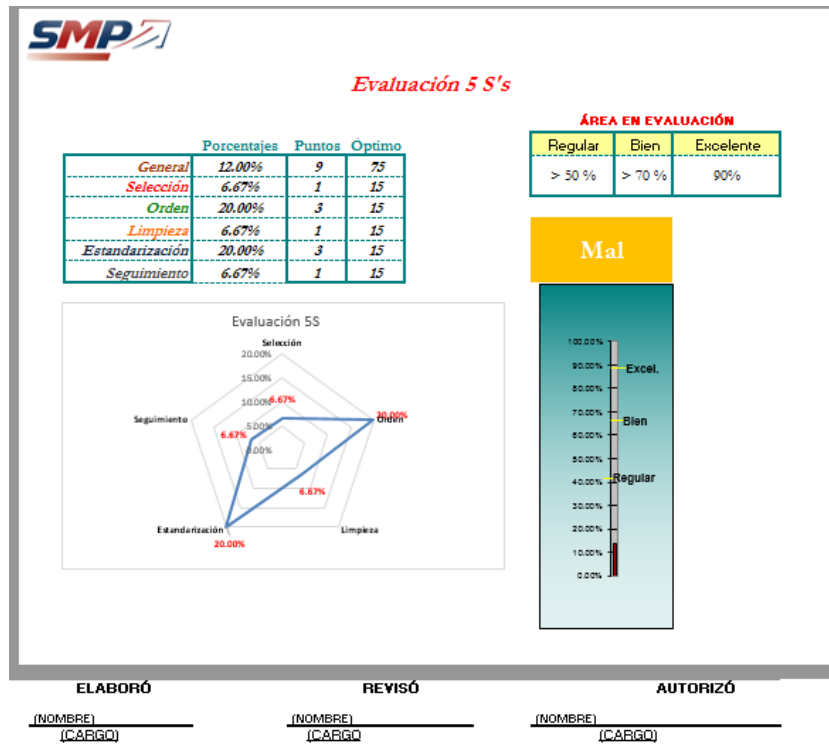 SMP
Evaluación 5 S's
ÁREA EN EVALUACIÓN
Regular Bien Excelente
> 50 % > 70 % 90%
Porcentajes Puntos Óptimo
General 12.00% 9 75
Selección 6.67% 1 15
Orden 20.00% 3 15
Limpieza 6.67% 1 15
Estandarización 20.00% 3 15
Seguimiento 6.67% 1 15
Mal
Evaluación 5S
Selección
20.00%
15.00%
10.00%
5.00%
0.00%
6.67%
20.00%
Orden
6.67%
Limpieza
Estandarización
20.00%
Seguimiento
6.67%
100.00%
90.00% Excel.
80.00%
70.00% Bien
60.00%
50.00%
40.00% Regular
30.00%
20.00%
10.00%
0.00%
ELABORÓ REVISÓ AUTORIZÓ
(NOMBRE) (NOMBRE) (NOMBRE)
(CARGO) (CARGO (CARGO)